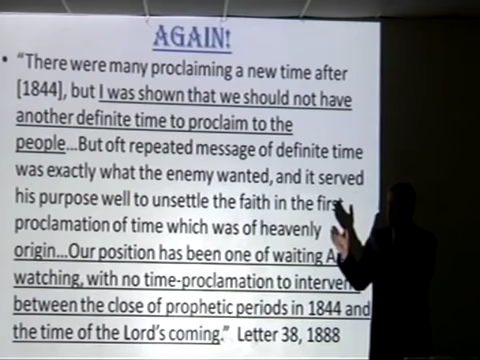 AGAIN!
• “There were many proclaiming a new time after
[1844], but I was shown that we should not have
another definite time to proclaim to the
people...But oft repeated message of definite time
was exactly what the enemy wanted, and it served
his purpose well to unsettle the faith in the first
proclamation of time which was of heavenly
origin...Our position has been one of waiting
watching, with no time-proclamation to
between the close of prophetic periods in 1844 and
the time of the Lord’s coming.” Letter 38, 1888